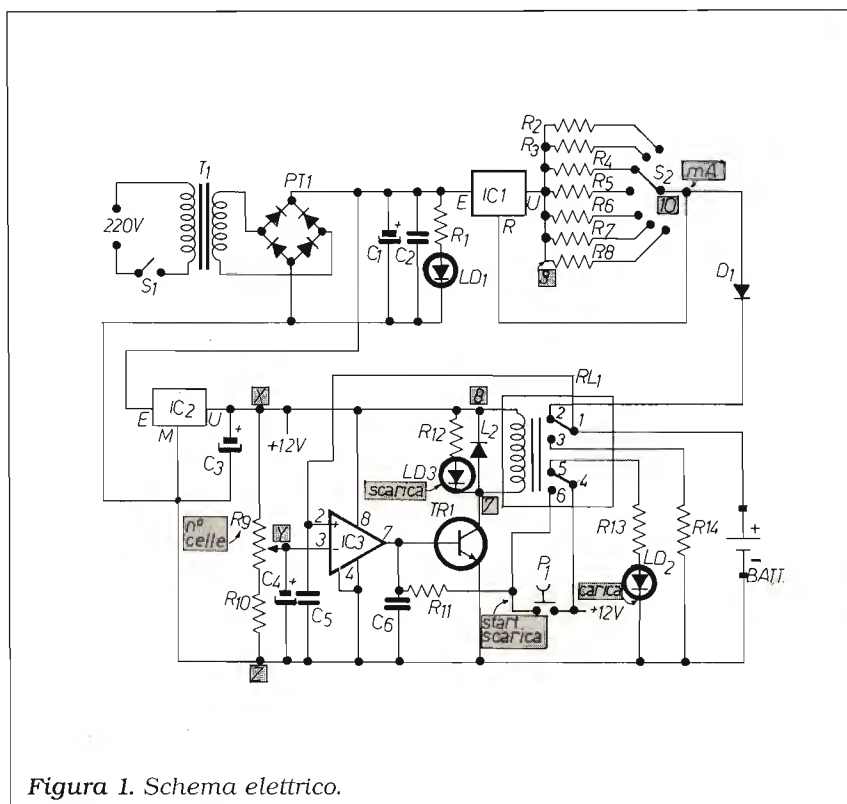 T1
PT1
220V
S1
C1
+
C2
R1
LD1
E
IC1
U
R
R2
R3
R4
R5
R6
R7
R8
9
S2
10
mA
D1
E
IC2
U
M
X
+
C3
+12V
8
R12
L2
LD3
scarica
7
TR1
RL1
2
1
3
5
4
6
n°
celle
R9
Y
R10
C4
+
C5
2
+
3
-
IC3
8
7
4
C6
R11
P1
start
scarica
+12V
R13
LD2
carica
R14
+
-
BATT.
Z
Figura 1. Schema elettrico.